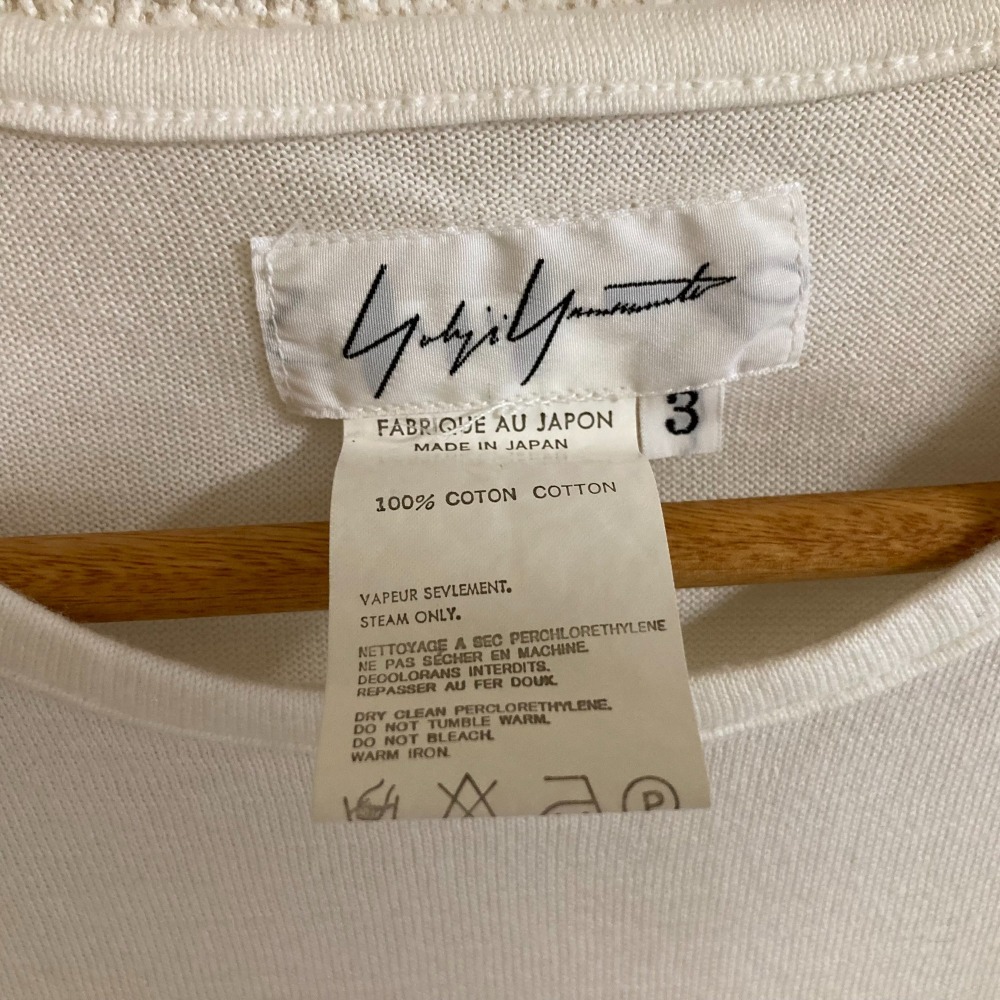 Yohji Yamamoto
FABRIQUE AU JAPON
MADE IN JAPAN
3
100% COTON COTTON
VAPEUR SEVLEMENT.
STEAM ONLY.
NETTOYAGE A SEC PERCHLORETHYLENE
NE PAS SÉCHER EN MACHINE.
DECOLORANS INTERDITS.
REPASSER AU FER DOUX.
DRY CLEAN PERCLORETHYLENE.
DO NOT TUMBLE WARM.
DO NOT BLEACH.
WARM IRON.
P